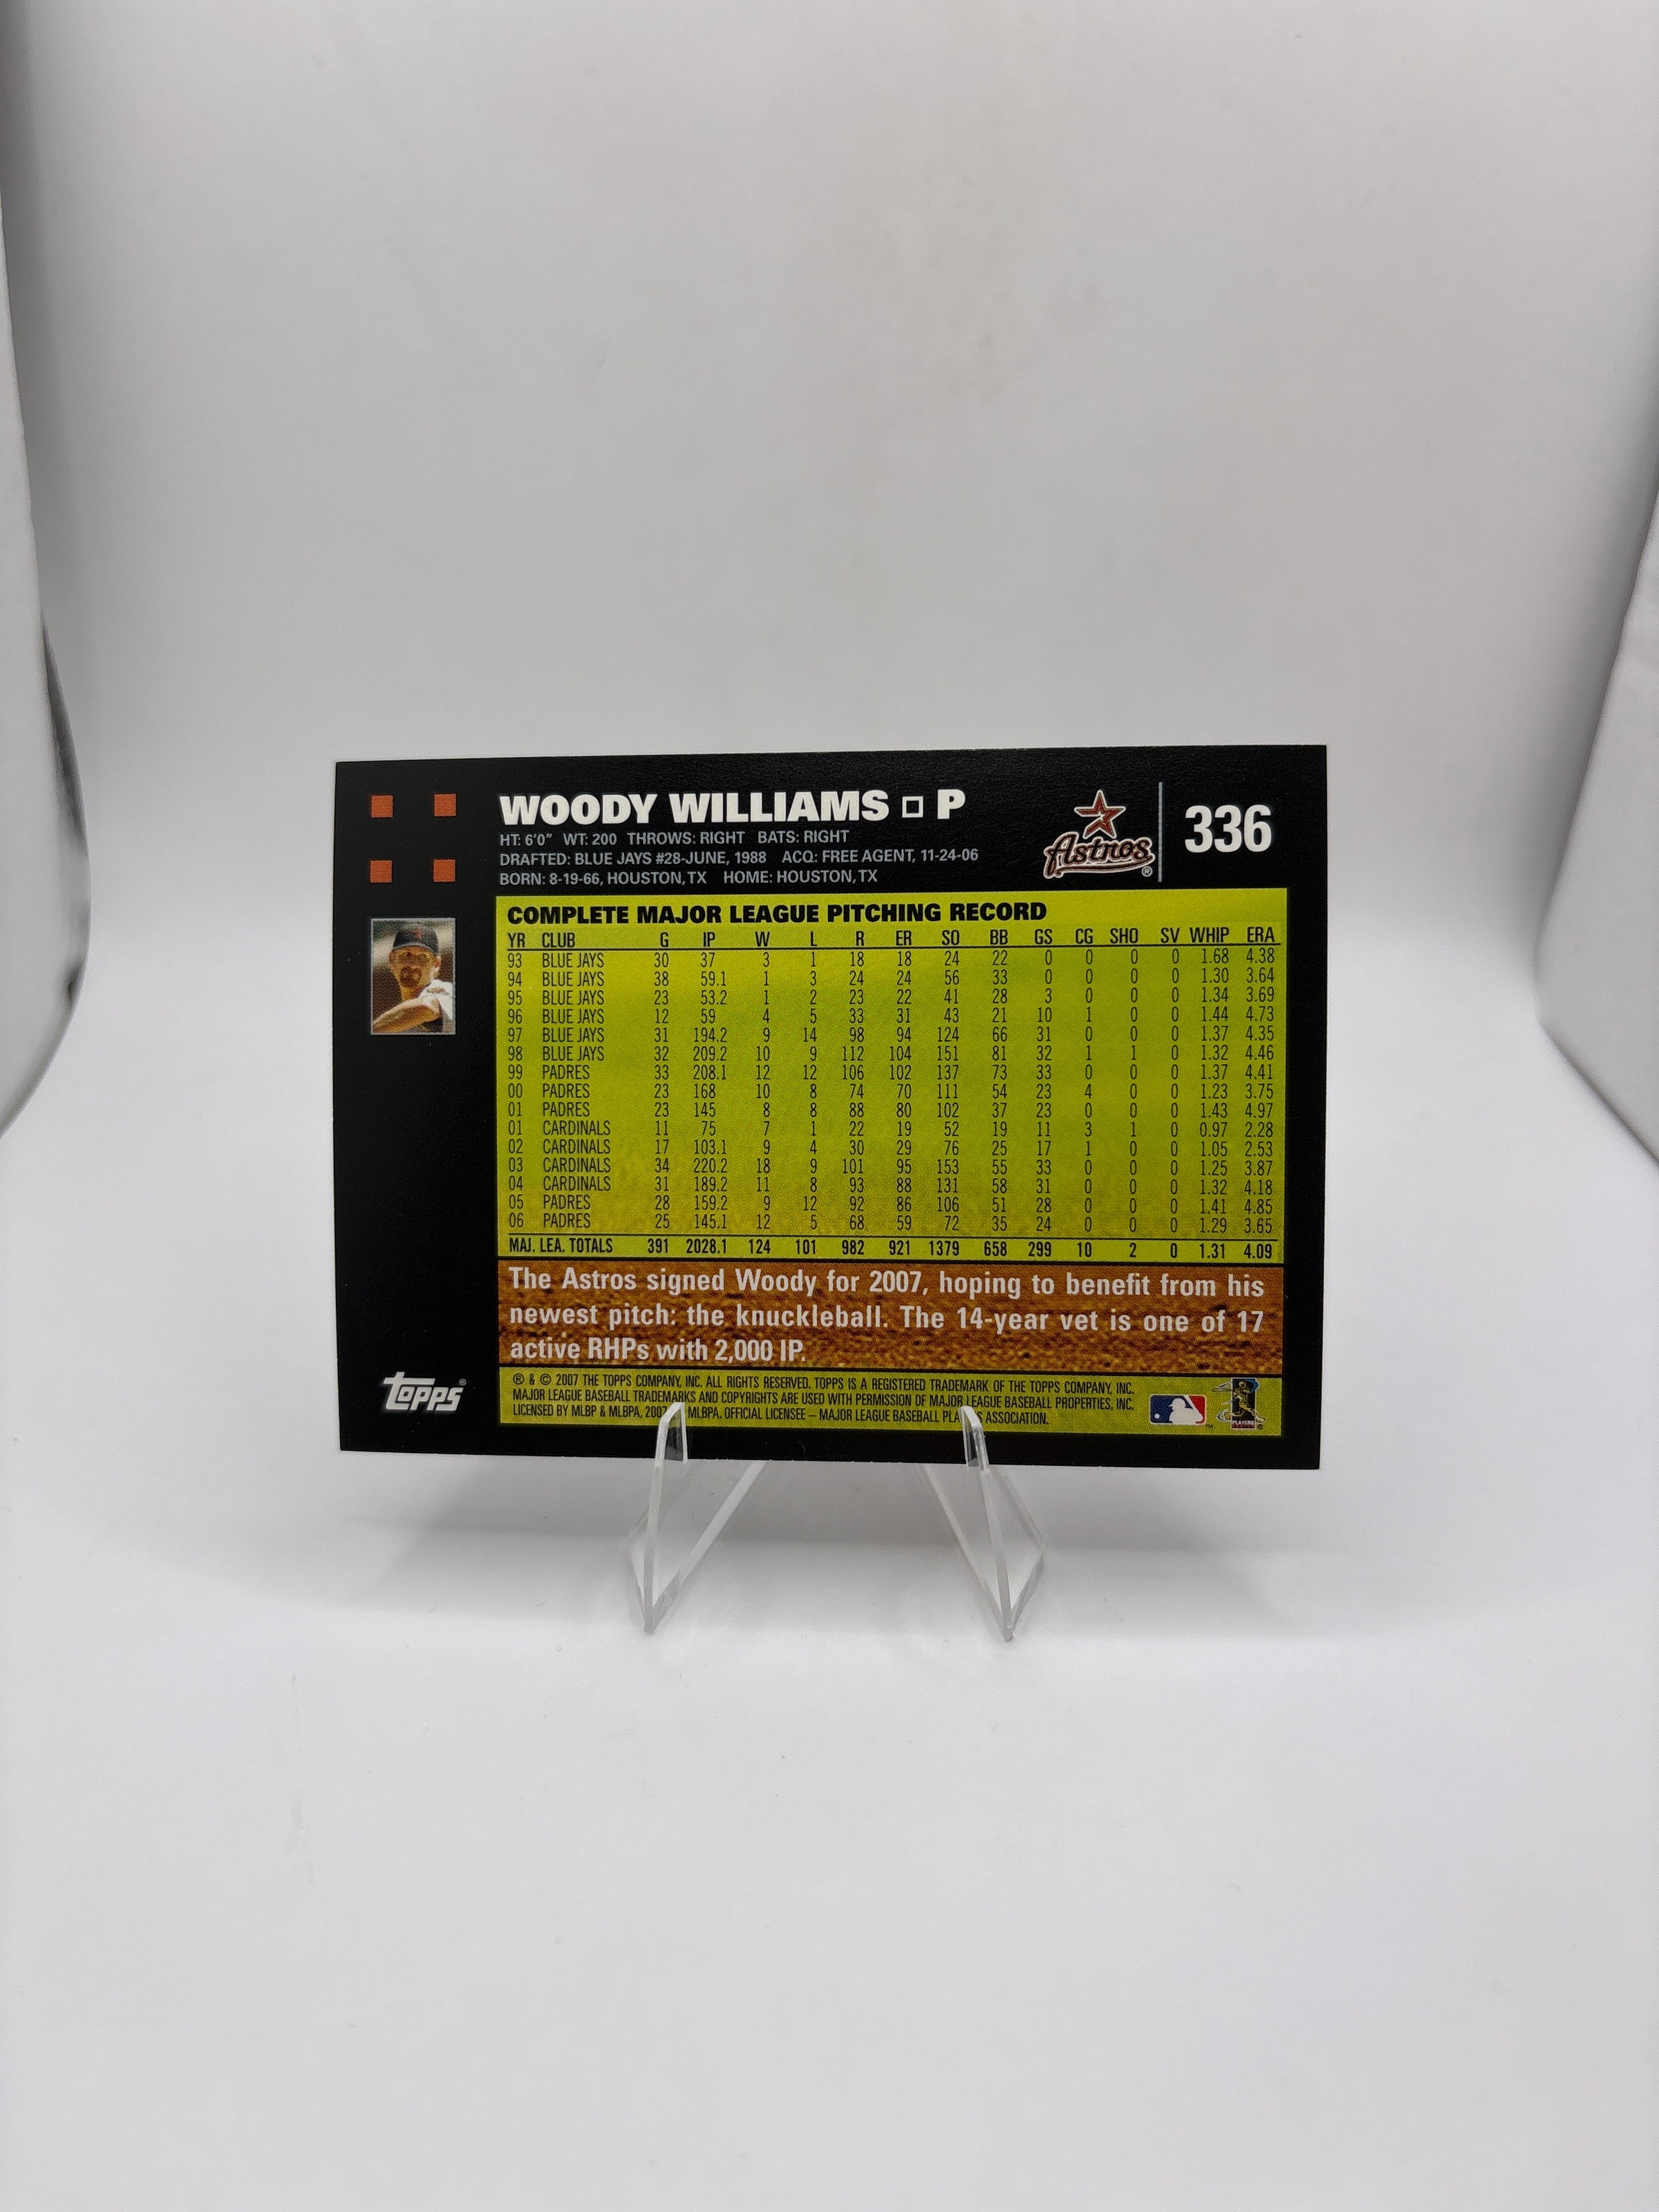 WOODY WILLIAMS P
HT: 6'0" WT: 200 THROWS: RIGHT BATS: RIGHT
DRAFTED: BLUE JAYS #28-JUNE, 1988 ACQ: FREE AGENT, 11-24-06
BORN: 8-19-66, HOUSTON, TX HOME: HOUSTON, TX
Astros ®
336
COMPLETE MAJOR LEAGUE PITCHING RECORD
YR CLUB G IP W L R ER SO BB GS CG SHO SV WHIP ERA
93 BLUE JAYS 30 37 3 1 18 18 24 22 0 0 0 0 1.68 4.38
94 BLUE JAYS 38 59.1 1 3 24 24 56 33 0 0 0 0 1.30 3.64
95 BLUE JAYS 23 53.2 1 2 23 22 41 28 3 0 0 0 1.34 3.69
96 BLUE JAYS 12 59 4 5 33 31 43 21 10 1 0 0 1.44 4.73
97 BLUE JAYS 31 194.2 9 14 98 94 124 66 31 0 0 0 1.37 4.35
98 BLUE JAYS 32 209.2 10 9 112 104 151 81 32 1 1 0 1.32 4.46
99 PADRES 33 208.1 12 12 106 102 137 73 33 0 0 0 1.37 4.41
00 PADRES 23 168 10 8 74 70 111 54 23 4 0 0 1.23 3.75
01 PADRES 23 145 8 8 88 80 102 37 23 0 0 0 1.43 4.97
01 CARDINALS 11 75 7 1 22 19 52 19 11 3 1 0 0.97 2.28
02 CARDINALS 17 103.1 9 4 30 29 76 25 17 1 0 0 1.05 2.53
03 CARDINALS 34 220.2 18 9 101 95 153 55 33 0 0 0 1.25 3.87
04 CARDINALS 31 189.2 11 8 93 88 131 58 31 0 0 0 1.32 4.18
05 PADRES 28 159.2 9 12 92 86 106 51 28 0 0 0 1.41 4.85
06 PADRES 25 145.1 12 5 68 59 72 35 24 0 0 0 1.29 3.65
MAJ. LEA. TOTALS 391 2028.1 124 101 982 921 1379 658 299 10 2 0 1.31 4.09
The Astros signed Woody for 2007, hoping to benefit from his
newest pitch: the knuckleball. The 14-year vet is one of 17
active RHPs with 2,000 IP.
topps®
® & © 2007 THE TOPPS COMPANY, INC. ALL RIGHTS RESERVED. TOPPS IS A REGISTERED TRADEMARK OF THE TOPPS COMPANY, INC.
MAJOR LEAGUE BASEBALL TRADEMARKS AND COPYRIGHTS ARE USED WITH PERMISSION OF MAJOR LEAGUE BASEBALL PROPERTIES, INC.
LICENSED BY MLBP & MLBPA, 2007 MLBPA. OFFICIAL LICENSEE – MAJOR LEAGUE BASEBALL ASSOCIATION.
TM
PLAYERS
®